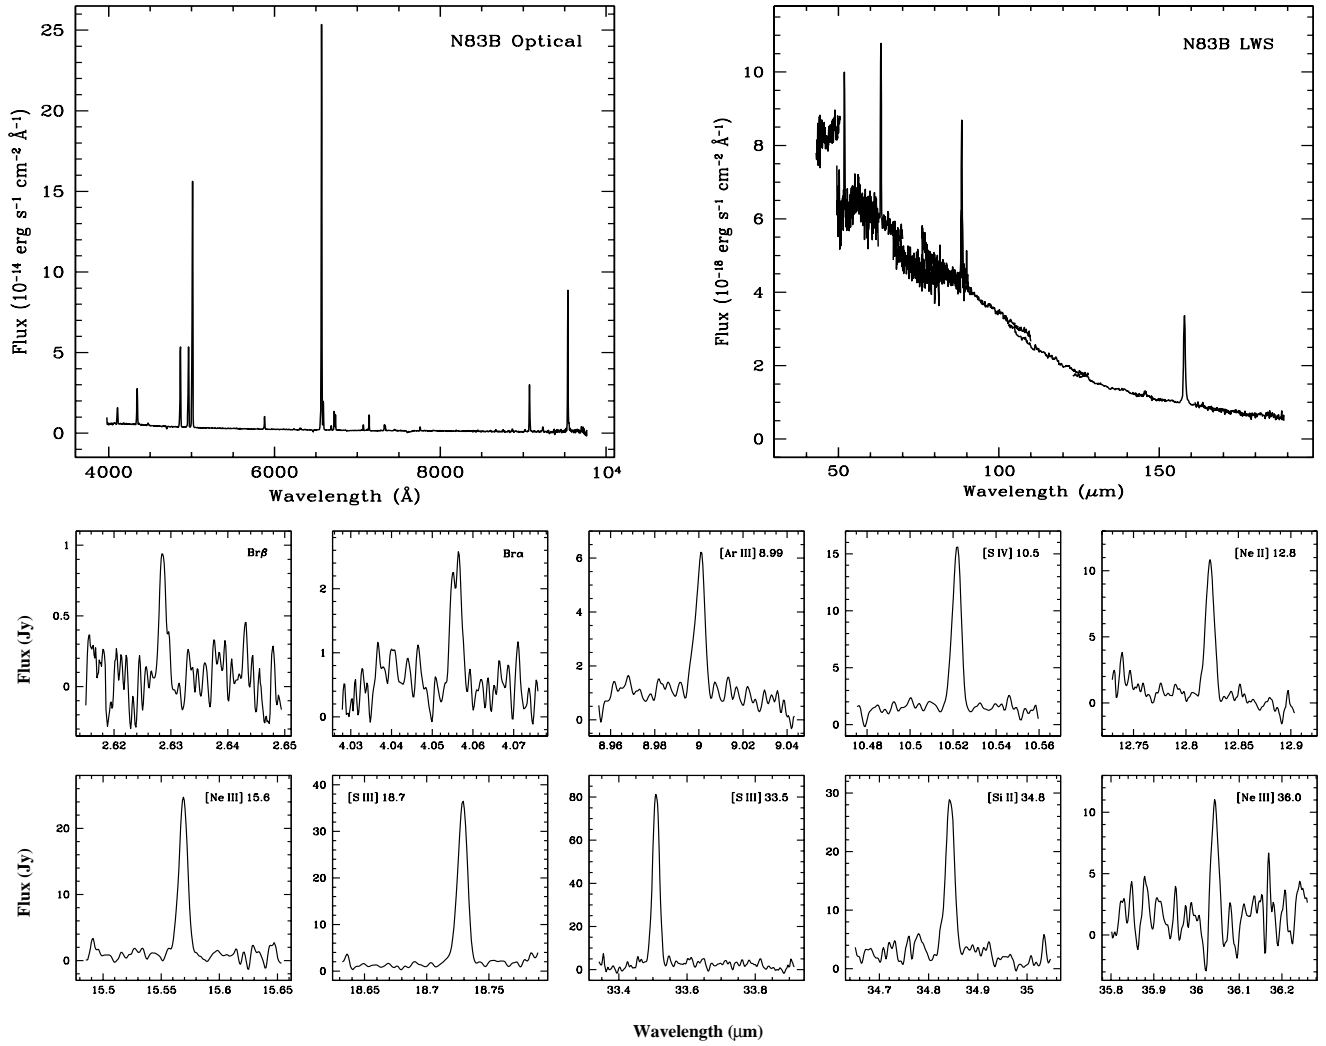 N83B Optical
Flux (10⁻¹⁴ erg s⁻¹ cm⁻² Å⁻¹)
25
20
15
10
5
0
4000 6000 8000 10⁴
Wavelength (Å)
N83B LWS
Flux (10⁻¹⁸ erg s⁻¹ cm⁻² Å⁻¹)
10
8
6
4
2
0
50 100 150
Wavelength (μm)
Flux (Jy)
Brβ
1
0.5
0
2.62 2.63 2.64 2.65
Brα
2
1
0
4.03 4.04 4.05 4.06 4.07
[Ar III] 8.99
6
4
2
0
8.96 8.98 9 9.02 9.04
[S IV] 10.5
15
10
5
0
10.48 10.5 10.52 10.54 10.56
[Ne II] 12.8
10
5
0
12.75 12.8 12.85 12.9
Flux (Jy)
[Ne III] 15.6
20
10
0
15.5 15.55 15.6 15.65
[S III] 18.7
40
30
20
10
0
18.65 18.7 18.75
[S III] 33.5
80
60
40
20
0
33.4 33.6 33.8
[Si II] 34.8
30
20
10
0
34.7 34.8 34.9 35
[Ne III] 36.0
10
5
0
35.8 35.9 36 36.1 36.2
Wavelength (μm)